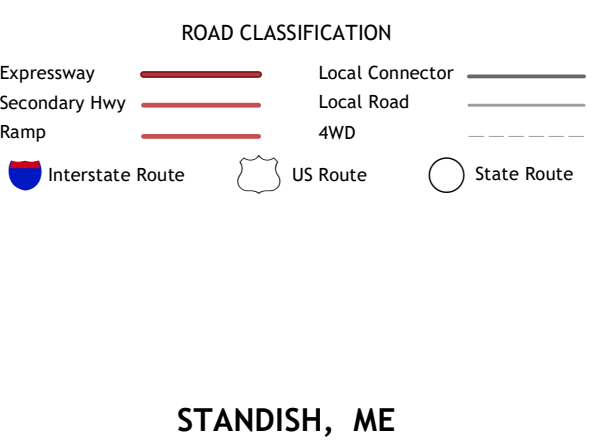 ROAD CLASSIFICATION
Expressway
Local Connector
Secondary Hwy
Local Road
Ramp
4WD
Interstate Route
US Route
State Route
STANDISH, ME